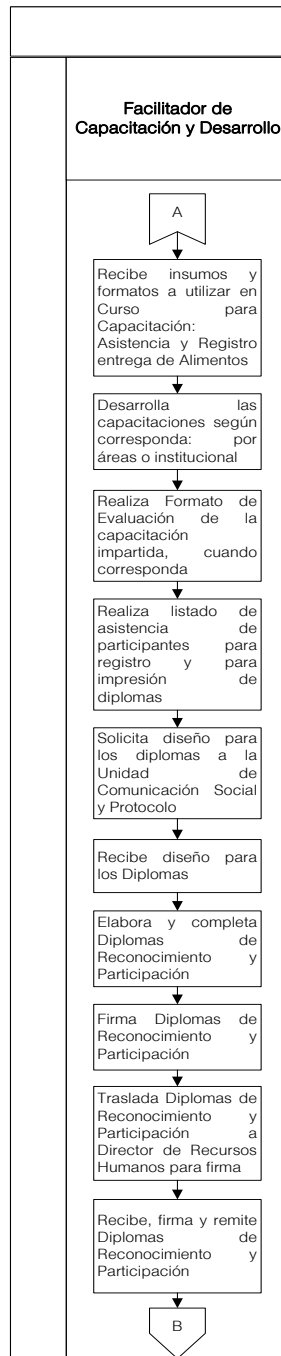 Facilitador de
Capacitación y Desarrollo
A
Recibe insumos y
formatos a utilizar en
Curso para
Capacitación:
Asistencia y Registro
entrega de Alimentos
Desarrolla las
capacitaciones según
corresponda: por
áreas o institucional
Realiza Formato de
Evaluación de la
capacitación
impartida, cuando
corresponda
Realiza listado de
asistencia de
participantes para
registro y para
impresión de
diplomas
Solicita diseño para
los diplomas a la
Unidad de
Comunicación Social
y Protocolo
Recibe diseño para
los Diplomas
Elabora y completa
Diplomas de
Reconocimiento y
Participación
Firma Diplomas de
Reconocimiento y
Participación
Traslada Diplomas de
Reconocimiento y
Participación a
Director de Recursos
Humanos para firma
Recibe, firma y remite
Diplomas de
Reconocimiento y
Participación
B